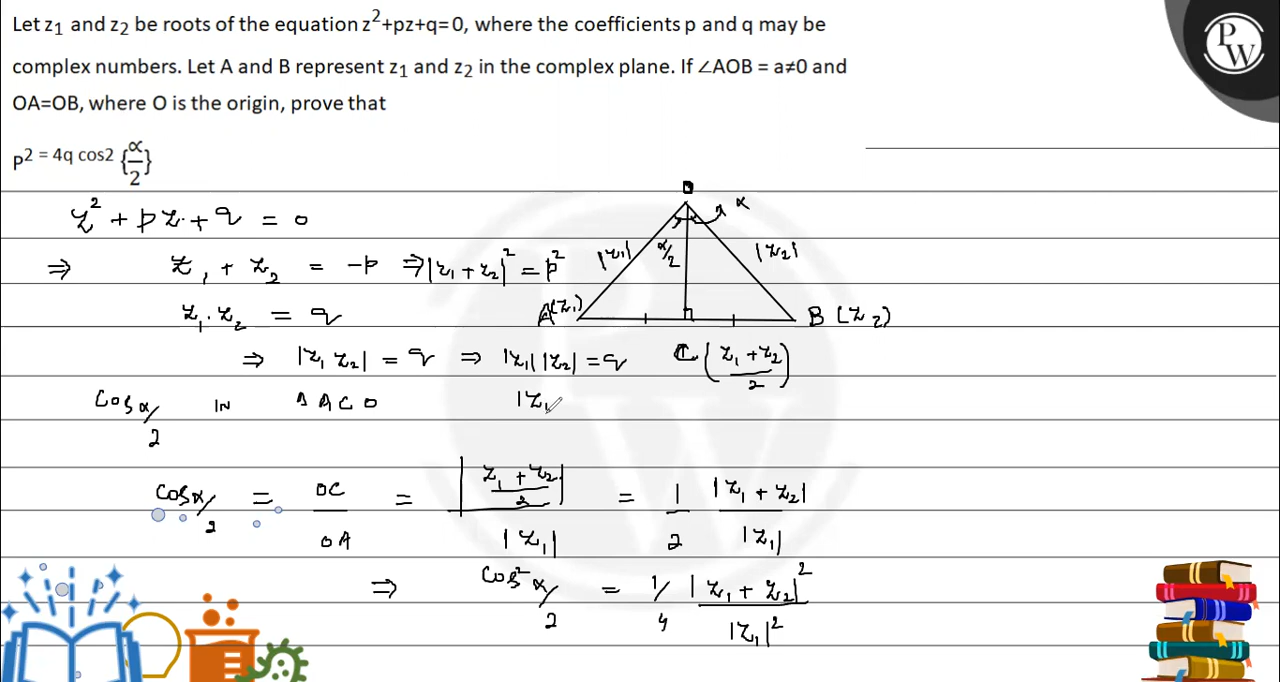 Let z1 and z2 be roots of the equation z²+pz+q=0, where the coefficients p and q may be
complex numbers. Let A and B represent z1 and z2 in the complex plane. If ∠AOB = a≠0 and
OA=OB, where O is the origin, prove that
p² = 4q cos2 {α/2}
PW
z² + pz + q = 0
⇒ z₁ + z₂ = -p ⇒ |z₁ + z₂|² = p²
z₁ . z₂ = q
⇒ |z₁ z₂| = q ⇒ |z₁| |z₂| = q
Cos α/2 IN Δ ACO |z₁
O
α
|z₁| α/2 |z₂|
A(z₁) B(z₂)
C (z₁ + z₂ / 2)
Cos α/2 = OC/OA = |z₁ + z₂ / 2| / |z₁| = 1/2 |z₁ + z₂| / |z₁|
⇒ Cos² α/2 = 1/4 |z₁ + z₂|² / |z₁|²